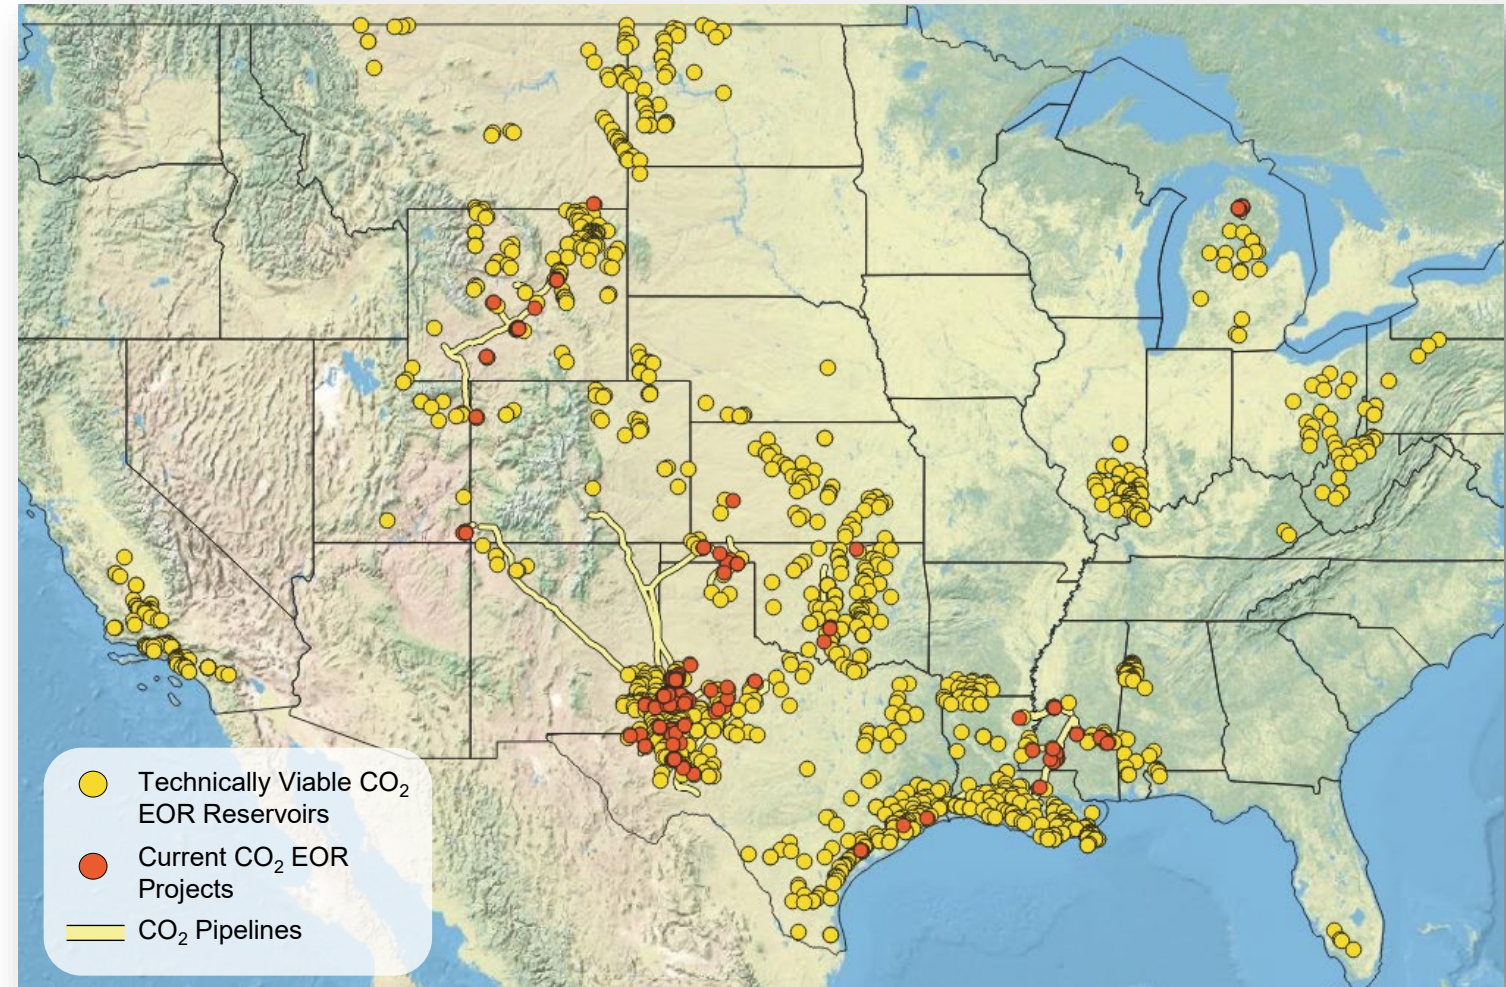 Technically Viable CO₂
EOR Reservoirs
Current CO₂ EOR
Projects
CO₂ Pipelines